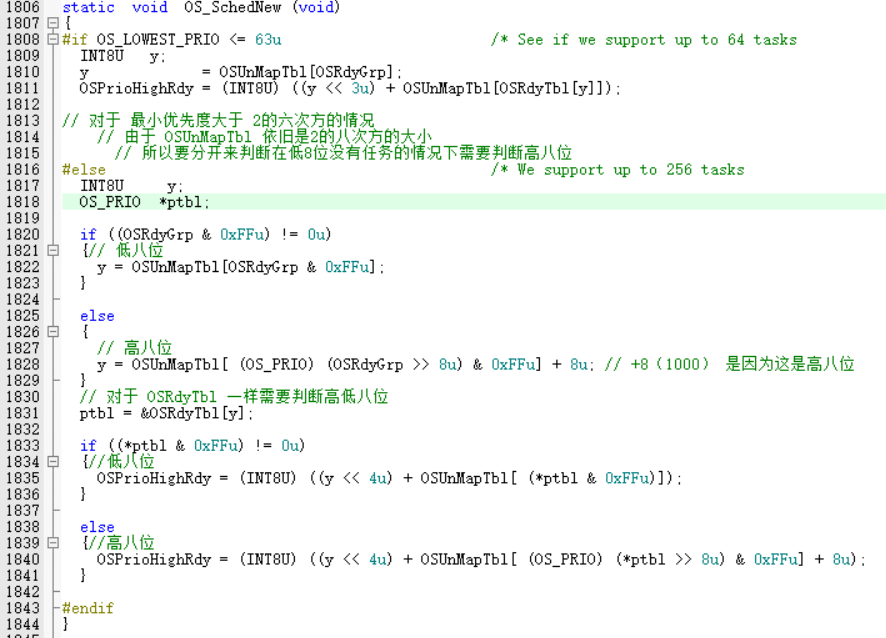 1806 static void OS_SchedNew (void)
1807 {
1808 #if OS_LOWEST_PRIO <= 63u /* See if we support up to 64 tasks
1809 INT8U y;
1810 y = OSUnMapTbl[OSRdyGrp];
1811 OSPrioHighRdy = (INT8U) ((y << 3u) + OSUnMapTbl[OSRdyTbl[y]]);
1812
1813 // 对于 最小优先度大于 2的六次方的情况
1814 // 由于 OSUnMapTbl 依旧是2的八次方的大小
1815 // 所以要分开来判断在低8位没有任务的情况下需要判断高八位
1816 #else /* We support up to 256 tasks
1817 INT8U y;
1818 OS_PRIO *ptbl;
1819
1820 if ((OSRdyGrp & 0xFFu) != 0u)
1821 {// 低八位
1822 y = OSUnMapTbl[OSRdyGrp & 0xFFu];
1823 }
1824
1825 else
1826 {
1827 // 高八位
1828 y = OSUnMapTbl[ (OS_PRIO) (OSRdyGrp >> 8u) & 0xFFu] + 8u; // +8（1000） 是因为这是高八位
1829 }
1830 // 对于 OSRdyTbl 一样需要判断高低八位
1831 ptbl = &OSRdyTbl[y];
1832
1833 if ((*ptbl & 0xFFu) != 0u)
1834 {//低八位
1835 OSPrioHighRdy = (INT8U) ((y << 4u) + OSUnMapTbl[ (*ptbl & 0xFFu)]);
1836 }
1837
1838 else
1839 {//高八位
1840 OSPrioHighRdy = (INT8U) ((y << 4u) + OSUnMapTbl[ (OS_PRIO) (*ptbl >> 8u) & 0xFFu] + 8u);
1841 }
1842
1843 #endif
1844 }